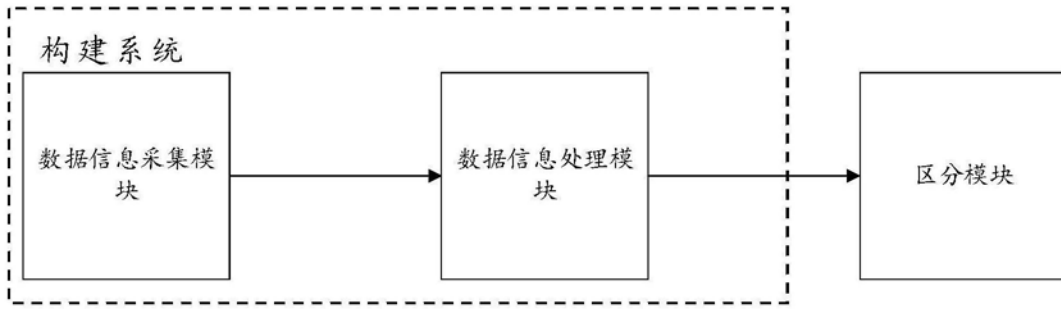 构建系统
数据信息采集模
块
数据信息处理模
块
区分模块